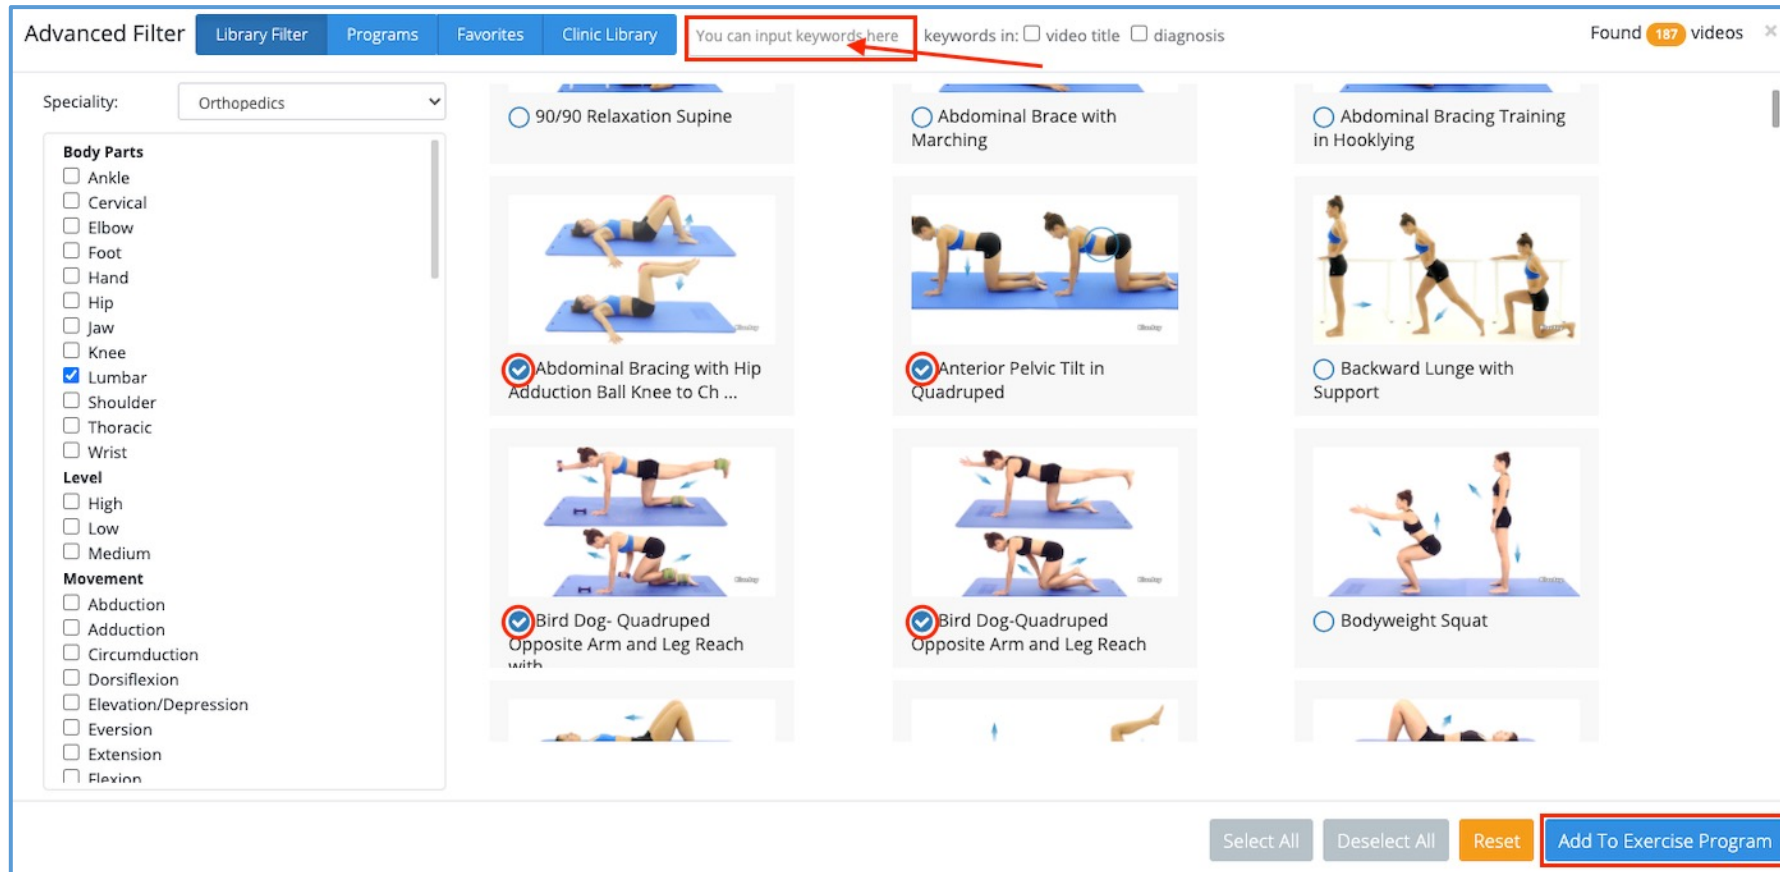 Advanced Filter Library Filter Programs Favorites Clinic Library You can input keywords here keywords in: video title diagnosis Found 187 videos ×
Speciality: Orthopedics
Body Parts
Ankle
Cervical
Elbow
Foot
Hand
Hip
Jaw
Knee
Lumbar
Shoulder
Thoracic
Wrist
Level
High
Low
Medium
Movement
Abduction
Adduction
Circumduction
Dorsiflexion
Elevation/Depression
Eversion
Extension
Flexion
90/90 Relaxation Supine
Abdominal Brace with
Marching
Abdominal Bracing Training
in Hooklying
Abdominal Bracing with Hip
Adduction Ball Knee to Ch ...
Anterior Pelvic Tilt in
Quadruped
Backward Lunge with
Support
Bird Dog- Quadruped
Opposite Arm and Leg Reach
with
Bird Dog-Quadruped
Opposite Arm and Leg Reach
Bodyweight Squat
Select All Deselect All Reset Add To Exercise Program